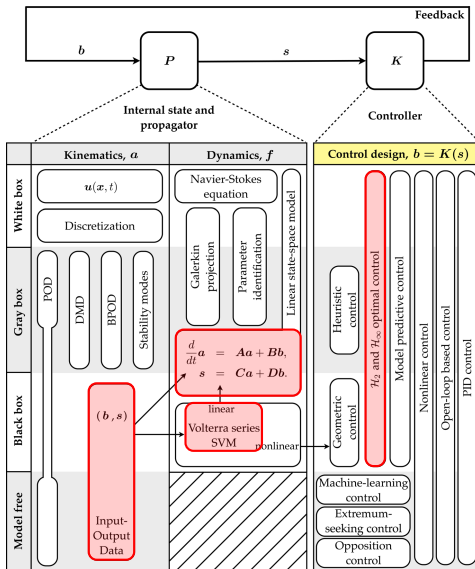 Feedback
b
P
s
K
Internal state and
propagator
Controller
Kinematics, a
Dynamics, f
Control design, b = K(s)
White box
Gray box
Black box
Model free
u(x, t)
Discretization
POD
DMD
BPOD
Stability modes
(b, s)
Input-
Output
Data
Navier-Stokes
equation
Galerkin
projection
Parameter
identification
Linear state-space model
d/dt a = Aa + Bb,
s = Ca + Db.
linear
Volterra series
SVM
nonlinear
Heuristic
control
Geometric
control
H2 and H∞ optimal control
Model predictive control
Nonlinear control
Open-loop based control
PID control
Machine-learning
control
Extremum-
seeking control
Opposition
control